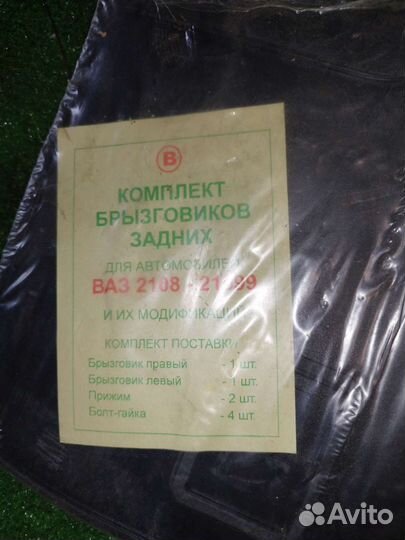 В
КОМПЛЕКТ
БРЫЗГОВИКОВ
ЗАДНИХ
ДЛЯ АВТОМОБИЛЕЙ
ВАЗ 2108 - 21099
И ИХ МОДИФИКАЦИЙ
КОМПЛЕКТ ПОСТАВКИ
Брызговик правый - 1 шт.
Брызговик левый - 1 шт.
Прижим - 2 шт.
Болт-гайка - 4 шт.
Avito